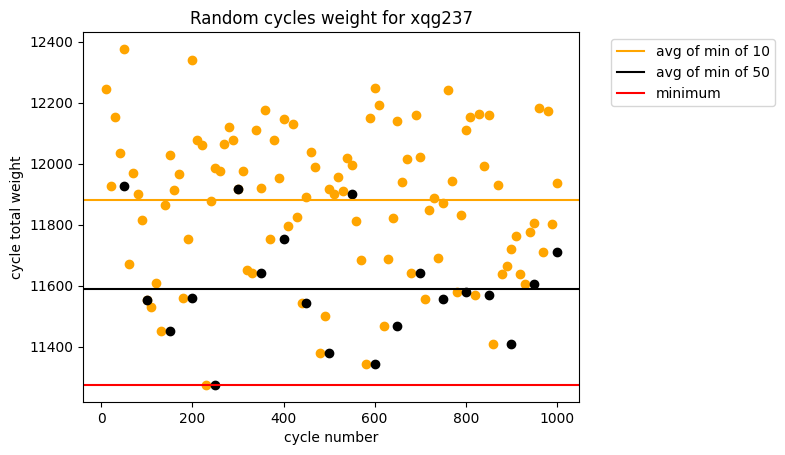 Random cycles weight for xqg237
12400
12200
12000
11800
11600
11400
cycle total weight
0
200
400
600
800
1000
cycle number
avg of min of 10
avg of min of 50
minimum